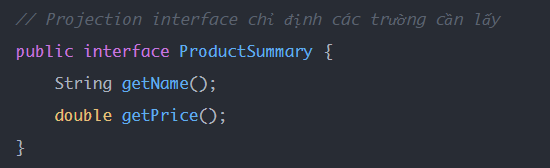 // Projection interface chỉ định các trường cần lấy
public interface ProductSummary {
    String getName();
    double getPrice();
}